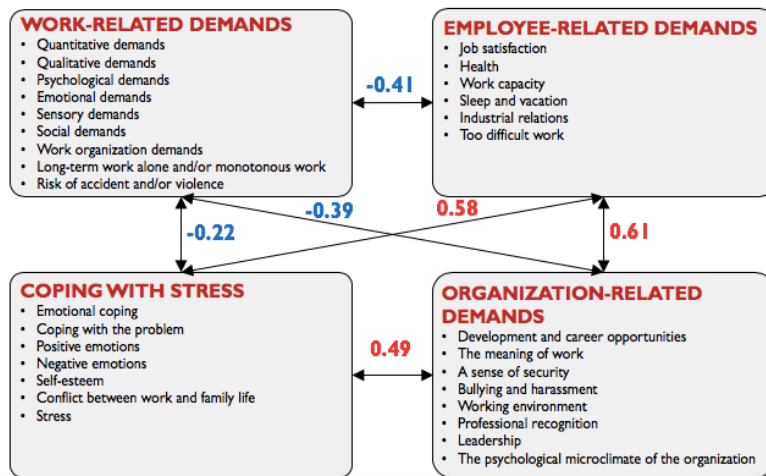 WORK-RELATED DEMANDS
• Quantitative demands
• Qualitative demands
• Psychological demands
• Emotional demands
• Sensory demands
• Social demands
• Work organization demands
• Long-term work alone and/or monotonous work
• Risk of accident and/or violence
-0.41
EMPLOYEE-RELATED DEMANDS
• Job satisfaction
• Health
• Work capacity
• Sleep and vacation
• Industrial relations
• Too difficult work
-0.22
-0.39
0.58
0.61
COPING WITH STRESS
• Emotional coping
• Coping with the problem
• Positive emotions
• Negative emotions
• Self-esteem
• Conflict between work and family life
• Stress
0.49
ORGANIZATION-RELATED
DEMANDS
• Development and career opportunities
• The meaning of work
• A sense of security
• Bullying and harassment
• Working environment
• Professional recognition
• Leadership
• The psychological microclimate of the organization